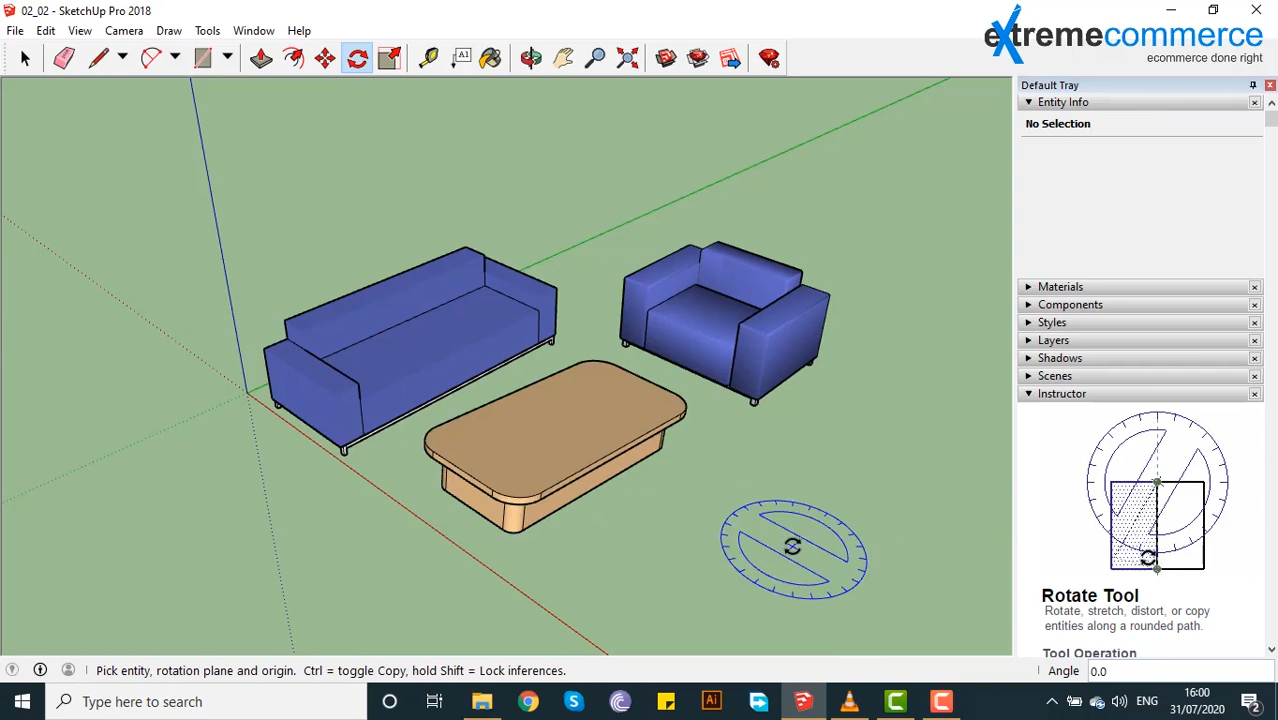 02_02 - SketchUp Pro 2018
File Edit View Camera Draw Tools Window Help
extremecommerce
ecommerce done right
A1
Default Tray
Entity Info
No Selection
Materials
Components
Styles
Layers
Shadows
Scenes
Instructor
Rotate Tool
Rotate, stretch, distort, or copy
entities along a rounded path.
Tool Operation
Pick entity, rotation plane and origin. Ctrl = toggle Copy, hold Shift = Lock inferences.
Angle 0.0
Type here to search
Ai
ENG
16:00
31/07/2020
2